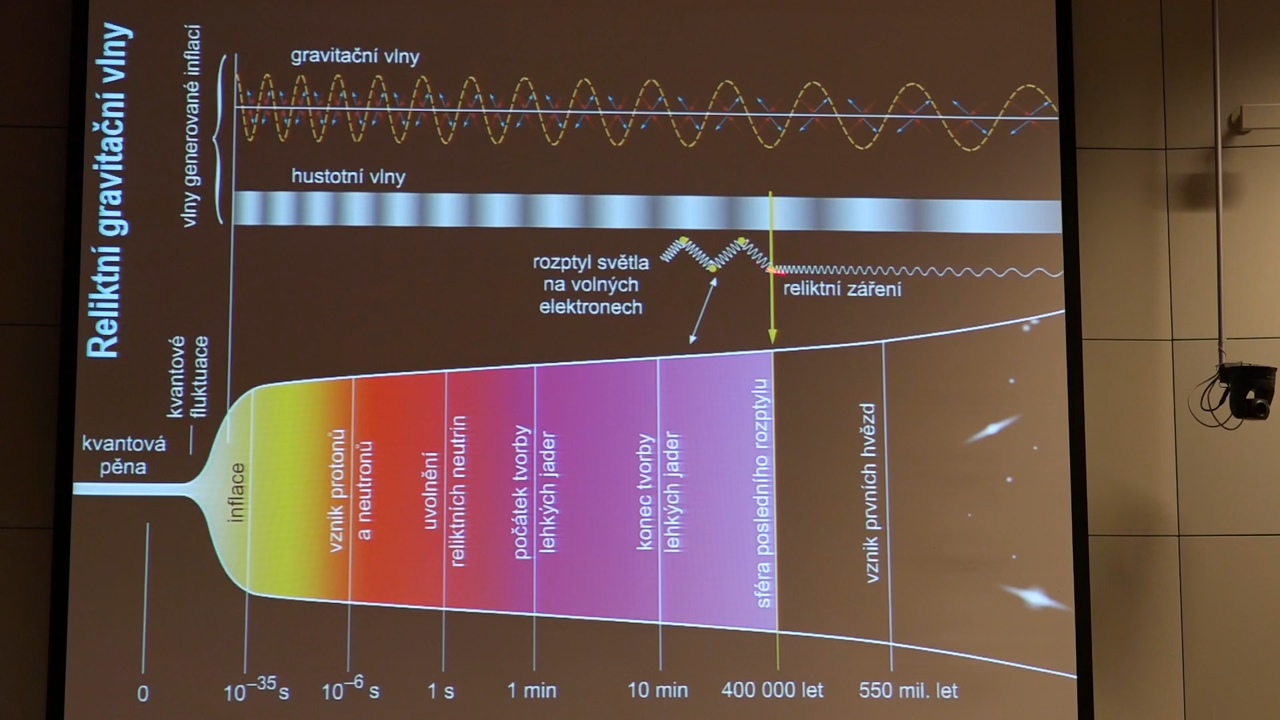 Reliktní gravitační vlny
vlny generované inflací
gravitační vlny
hustotní vlny
rozptyl světla
na volných
elektronech
reliktní záření
kvantové
fluktuace
kvantová
pěna
inflace
vznik protonů
a neutronů
uvolnění
reliktních neutrin
počátek tvorby
lehkých jader
konec tvorby
lehkých jader
sféra posledního rozptylu
vznik prvních hvězd
0
10⁻³⁵ s
10⁻⁶ s
1 s
1 min
10 min
400 000 let
550 mil. let